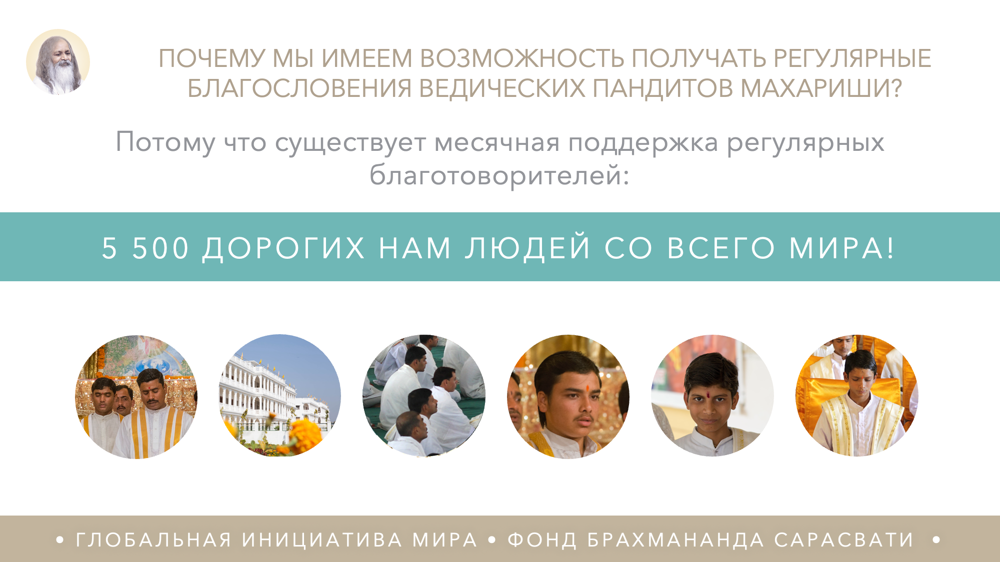 ПОЧЕМУ МЫ ИМЕЕМ ВОЗМОЖНОСТЬ ПОЛУЧАТЬ РЕГУЛЯРНЫЕ
БЛАГОСЛОВЕНИЯ ВЕДИЧЕСКИХ ПАНДИТОВ МАХАРИШИ?
Потому что существует месячная поддержка регулярных
благотоворителей:
5 500 ДОРОГИХ НАМ ЛЮДЕЙ СО ВСЕГО МИРА!
• ГЛОБАЛЬНАЯ ИНИЦИАТИВА МИРА • ФОНД БРАХМАНАНДА САРАСВАТИ •